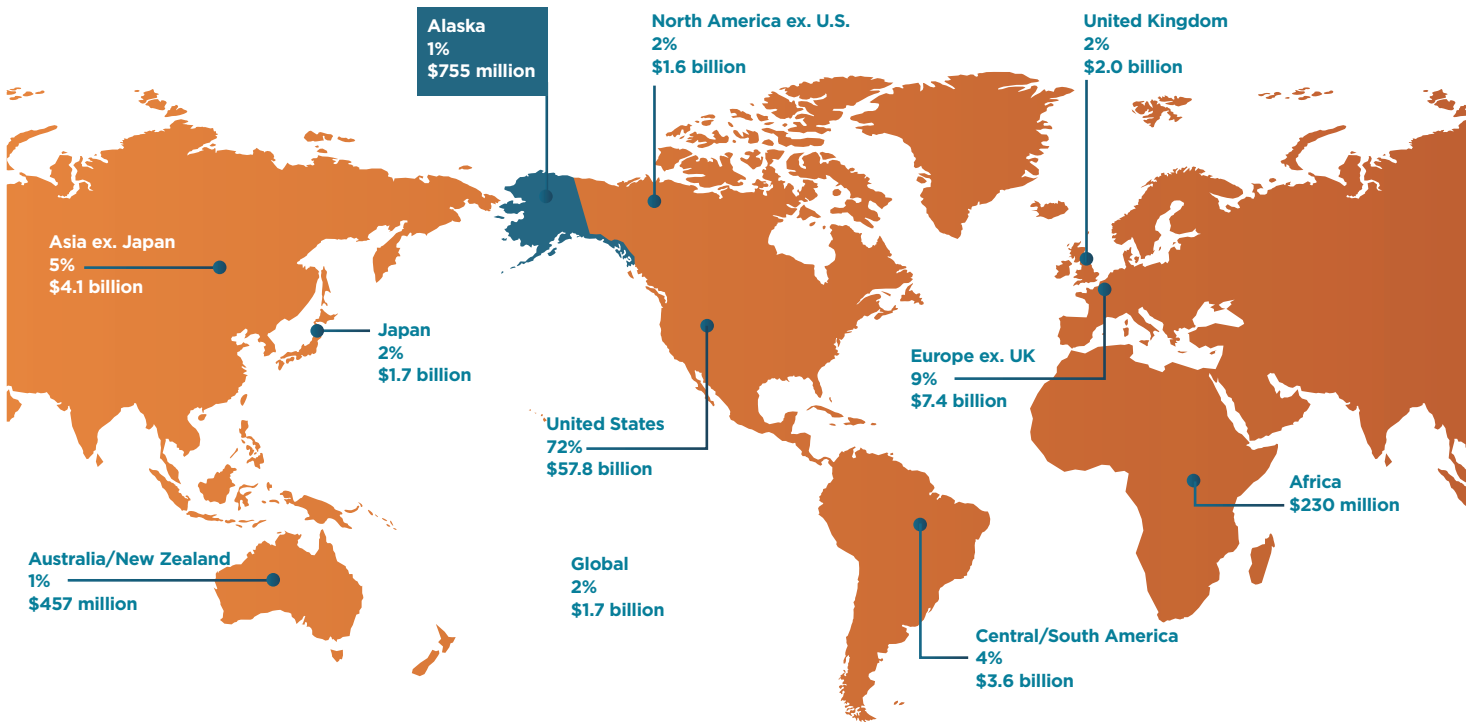 Alaska
1%
$755 million
North America ex. U.S.
2%
$1.6 billion
United Kingdom
2%
$2.0 billion
Asia ex. Japan
5%
$4.1 billion
Japan
2%
$1.7 billion
Europe ex. UK
9%
$7.4 billion
United States
72%
$57.8 billion
Africa
$230 million
Australia/New Zealand
1%
$457 million
Global
2%
$1.7 billion
Central/South America
4%
$3.6 billion